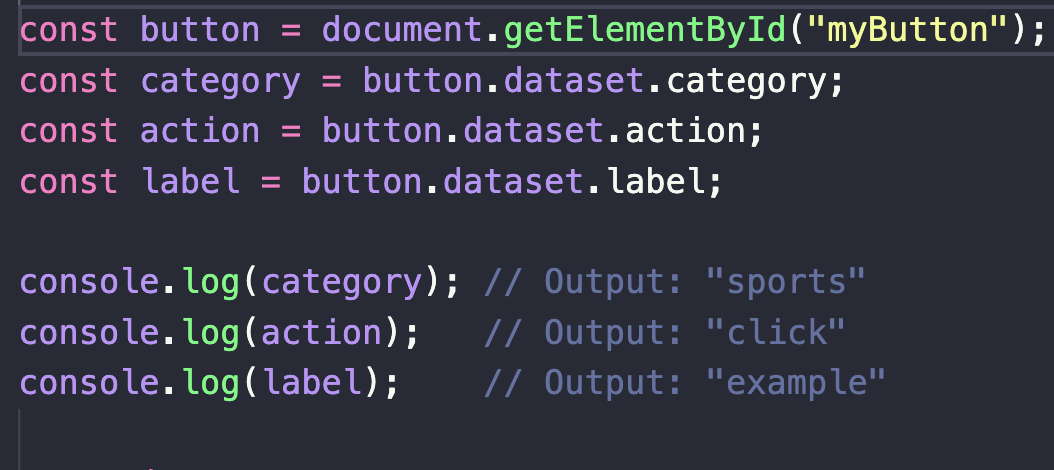 const button = document.getElementById("myButton");
const category = button.dataset.category;
const action = button.dataset.action;
const label = button.dataset.label;
console.log(category); // Output: "sports"
console.log(action);   // Output: "click"
console.log(label);    // Output: "example"